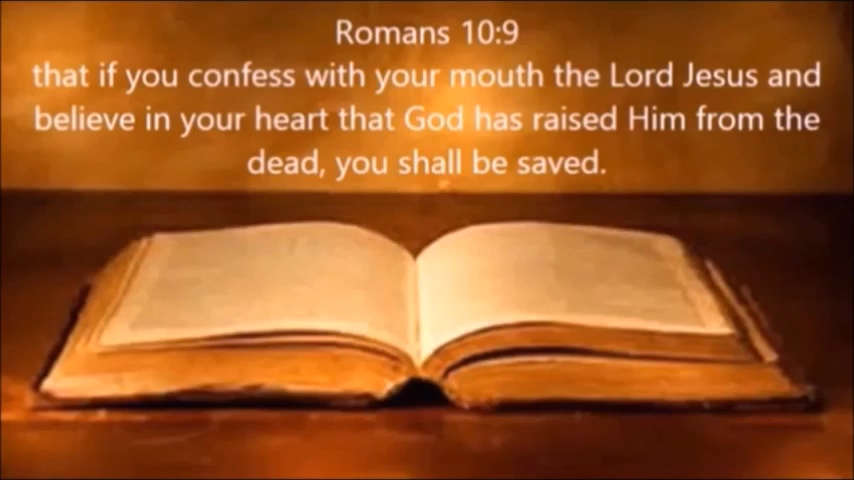 Romans 10:9
that if you confess with your mouth the Lord Jesus and
believe in your heart that God has raised Him from the
dead, you shall be saved.